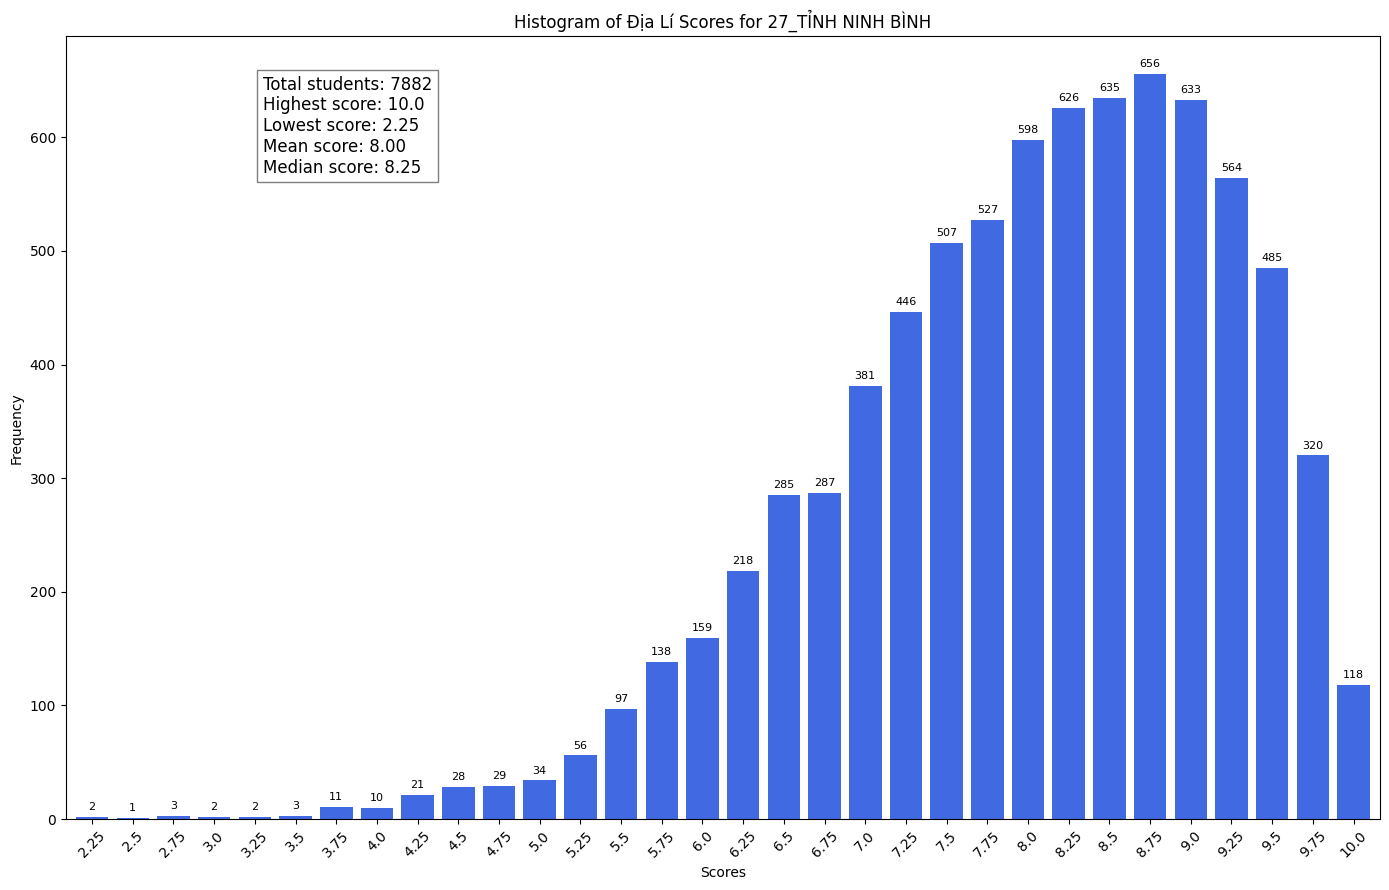 Histogram of Địa Lí Scores for 27_TỈNH NINH BÌNH
Total students: 7882
Highest score: 10.0
Lowest score: 2.25
Mean score: 8.00
Median score: 8.25
Frequency
600
500
400
300
200
100
0
2 1 3 2 2 3 11 10 21 28 29 34 56 97 138 159 218 285 287 381 446 507 527 598 626 635 656 633 564 485 320 118
2.25 2.5 2.75 3.0 3.25 3.5 3.75 4.0 4.25 4.5 4.75 5.0 5.25 5.5 5.75 6.0 6.25 6.5 6.75 7.0 7.25 7.5 7.75 8.0 8.25 8.5 8.75 9.0 9.25 9.5 9.75 10.0
Scores